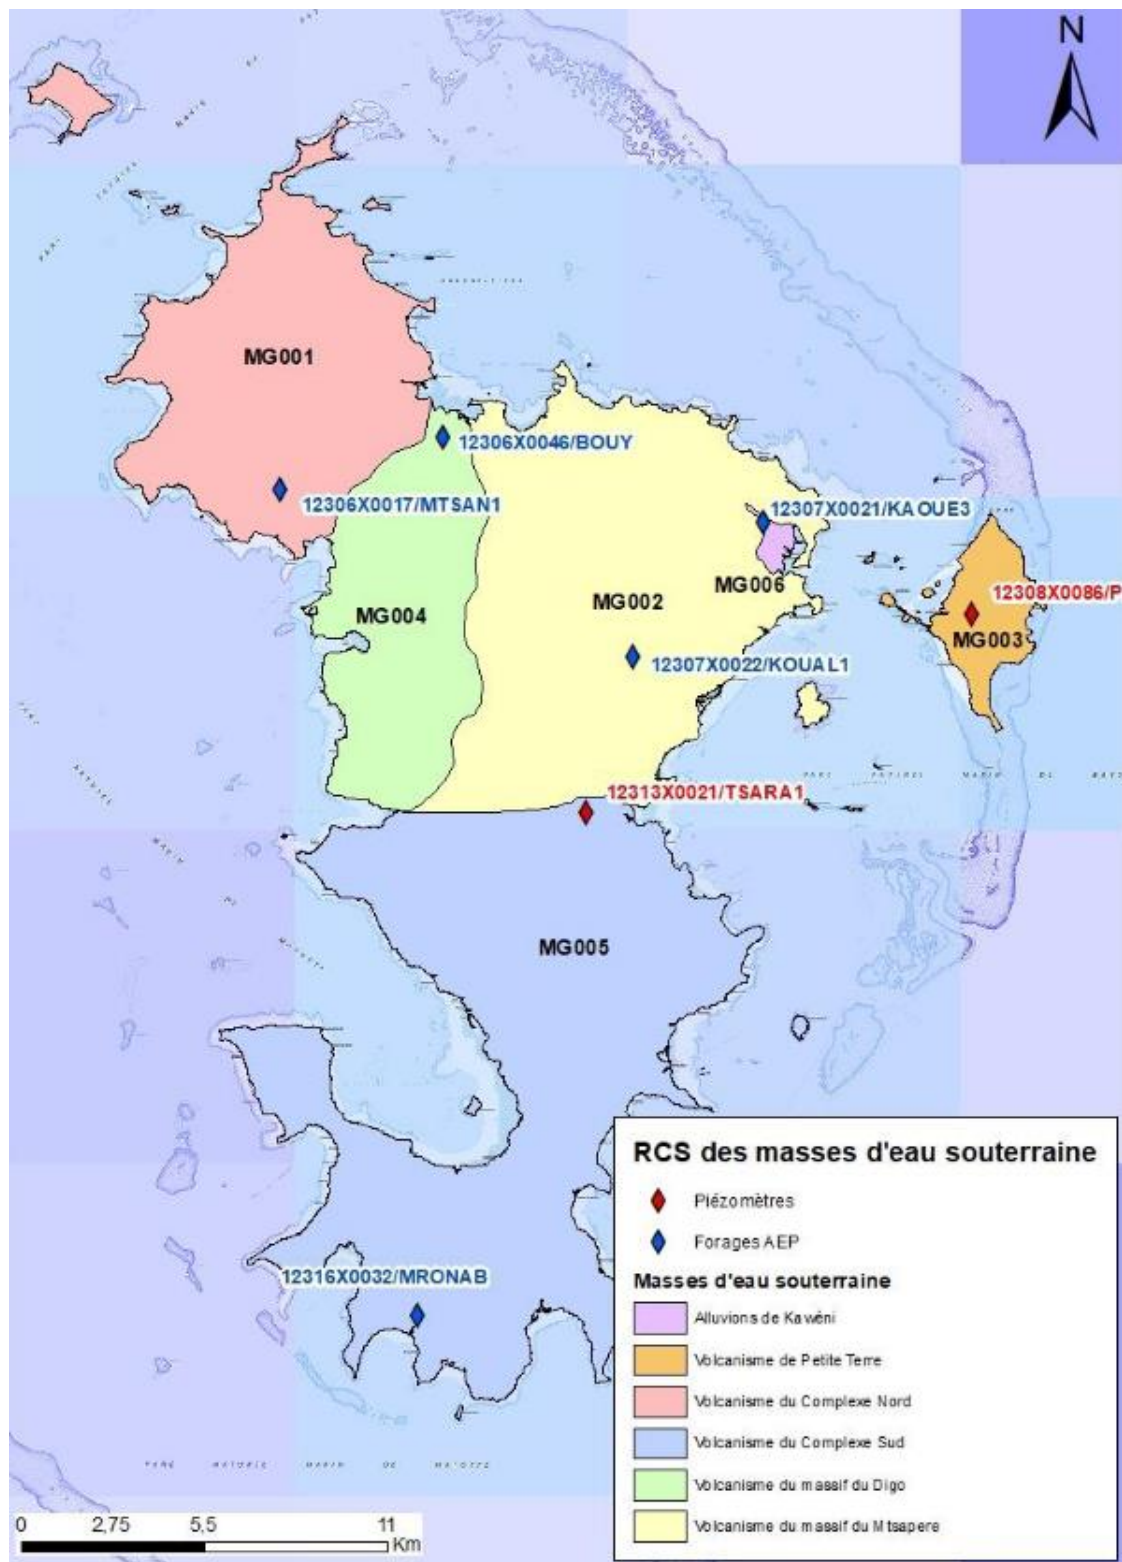 N
MG001
12306X0046/BOUY
12306X0017/MTSAN1
12307X0021/KAOUE3
MG006
MG002
MG004
12308X0086/P
MG003
12307X0022/KOUAL1
12313X0021/TSARA1
MG005
12316X0032/MRONAB
RCS des masses d'eau souterraine
Piézomètres
Forages AEP
Masses d'eau souterraine
Alluvions de Kawéni
Volcanisme de Petite Terre
Volcanisme du Complexe Nord
Volcanisme du Complexe Sud
Volcanisme du massif du Digo
Volcanisme du massif du Mtsapere
0 2,75 5,5 11
Km